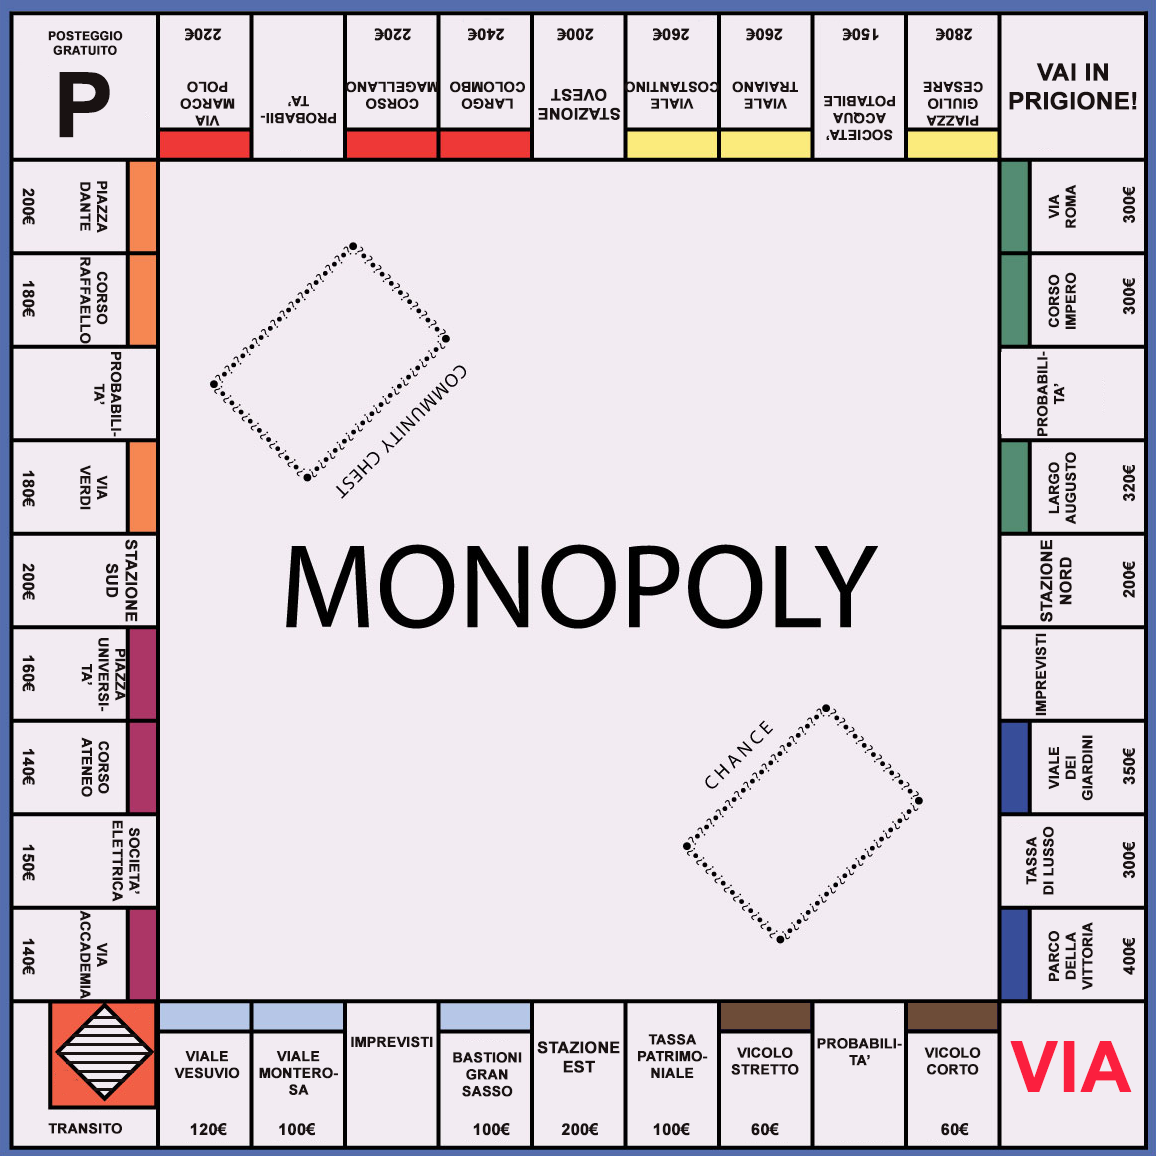 POSTEGGIO
GRATUITO
P
220€
VIA
MARCO
POLO
PROBABILI-
TA'
220€
CORSO
MAGELLANO
240€
LARGO
COLOMBO
200€
STAZIONE
OVEST
260€
VIALE
COSTANTINO
260€
VIALE
TRAIANO
150€
SOCIETA'
ACQUA
POTABILE
280€
PIAZZA
GIULIO
CESARE
VAI IN
PRIGIONE!
PIAZZA
DANTE
200€
CORSO
RAFFAELLO
180€
PROBABILI-
TA'
VIA
VERDI
180€
STAZIONE
SUD
200€
PIAZZA
UNIVERSI-
TA'
160€
CORSO
ATENEO
140€
SOCIETA'
ELETTRICA
150€
VIA
ACCADEMIA
140€
COMMUNITY CHEST
MONOPOLY
CHANCE
VIA
ROMA
300€
CORSO
IMPERO
300€
PROBABILI-
TA'
LARGO
AUGUSTO
320€
STAZIONE
NORD
200€
IMPREVISTI
VIALE
DEI
GIARDINI
350€
TASSA
DI LUSSO
300€
PARCO
DELLA
VITTORIA
400€
TRANSITO
VIALE
VESUVIO
120€
VIALE
MONTERO-
SA
100€
IMPREVISTI
BASTIONI
GRAN
SASSO
100€
STAZIONE
EST
200€
TASSA
PATRIMO-
NIALE
100€
VICOLO
STRETTO
60€
PROBABILI-
TA'
VICOLO
CORTO
60€
VIA